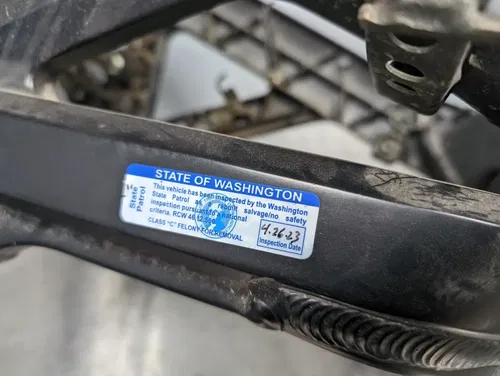 STATE OF WASHINGTON
State Patrol
This vehicle has been inspected by the Washington
State Patrol as rebuilt salvage/no safety
inspection pursuant to national
criteria. RCW 46.12.
CLASS "C" FELONY FOR REMOVAL
4.26.23
Inspection Date